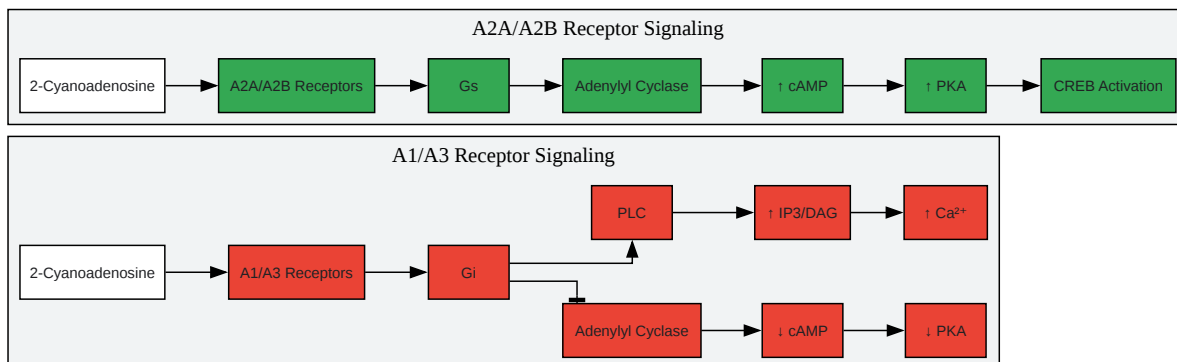 A2A/A2B Receptor Signaling
2-Cyanoadenosine
A2A/A2B Receptors
Gs
Adenylyl Cyclase
↑ cAMP
↑ PKA
CREB Activation
A1/A3 Receptor Signaling
2-Cyanoadenosine
A1/A3 Receptors
Gi
PLC
↑ IP3/DAG
↑ Ca²⁺
Adenylyl Cyclase
↓ cAMP
↓ PKA